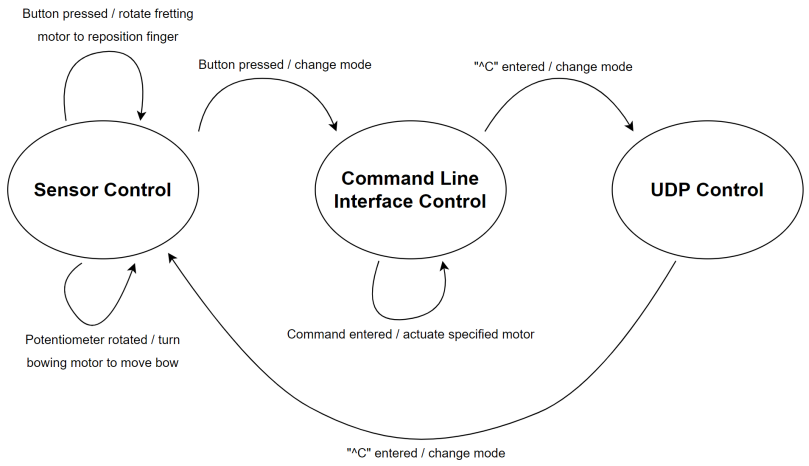 Button pressed / rotate fretting
motor to reposition finger
Button pressed / change mode
"^C" entered / change mode
Sensor Control
Command Line
Interface Control
UDP Control
Potentiometer rotated / turn
bowing motor to move bow
Command entered / actuate specified motor
"^C" entered / change mode